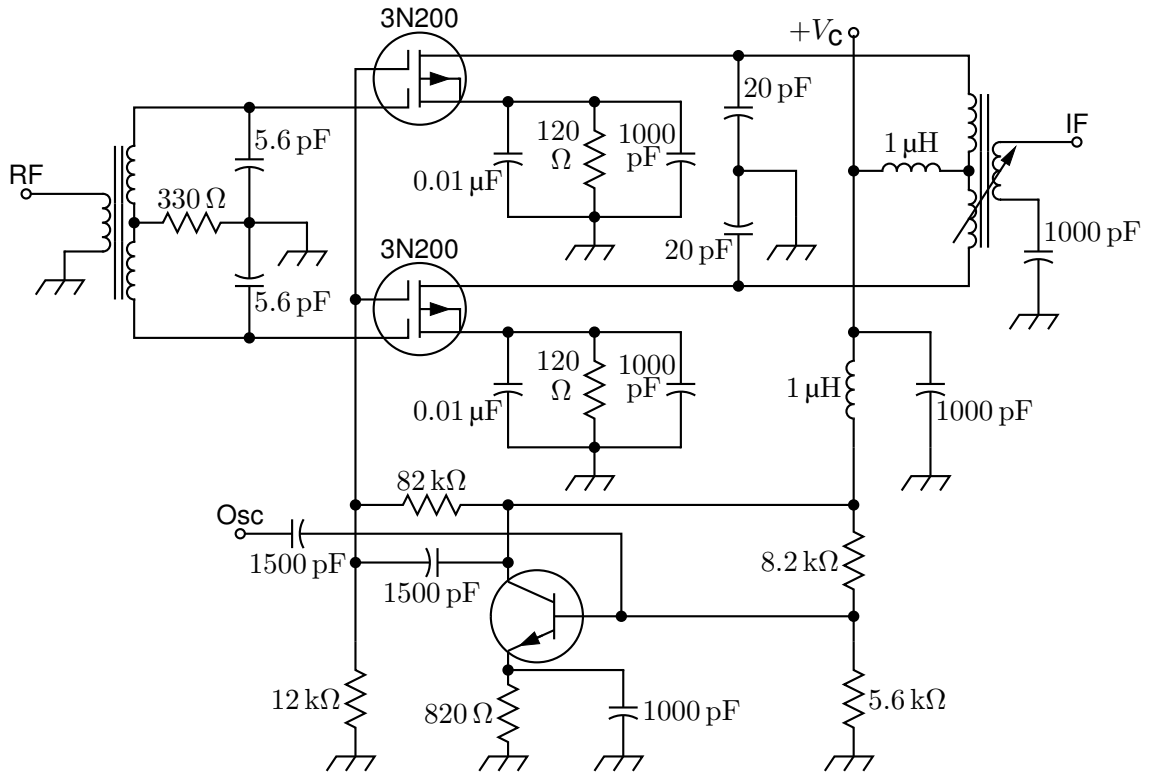 3N200
+V_C
20 pF
5.6 pF
120
Ω
1000
pF
IF
1 µH
0.01 µF
RF
330 Ω
1000 pF
20 pF
3N200
5.6 pF
120
Ω
1000
pF
1 µH
0.01 µF
1000 pF
82 kΩ
Osc
1500 pF
8.2 kΩ
1500 pF
12 kΩ
820 Ω
1000 pF
5.6 kΩ